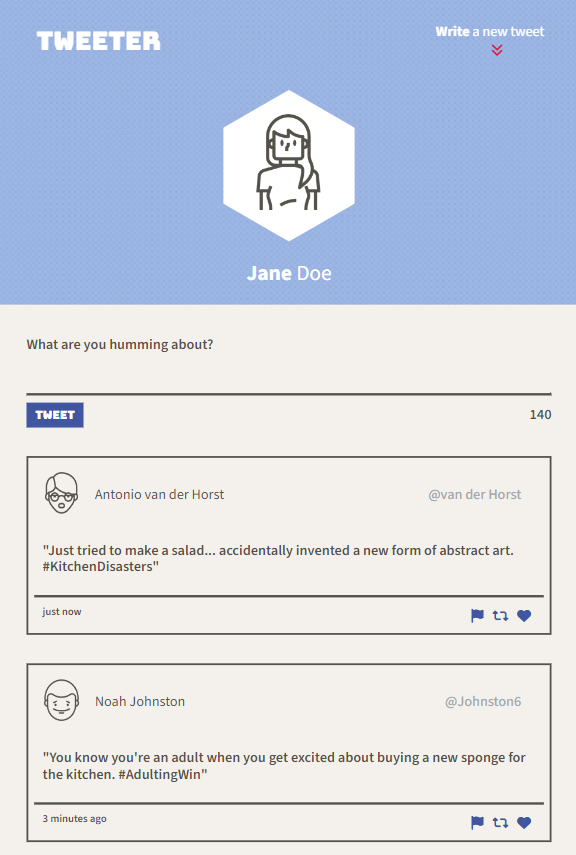 TWEETER
Write a new tweet
Jane Doe
What are you humming about?
TWEET
140
Antonio van der Horst
@van der Horst
"Just tried to make a salad... accidentally invented a new form of abstract art.
#KitchenDisasters"
just now
Noah Johnston
@Johnston6
"You know you're an adult when you get excited about buying a new sponge for
the kitchen. #AdultingWin"
3 minutes ago